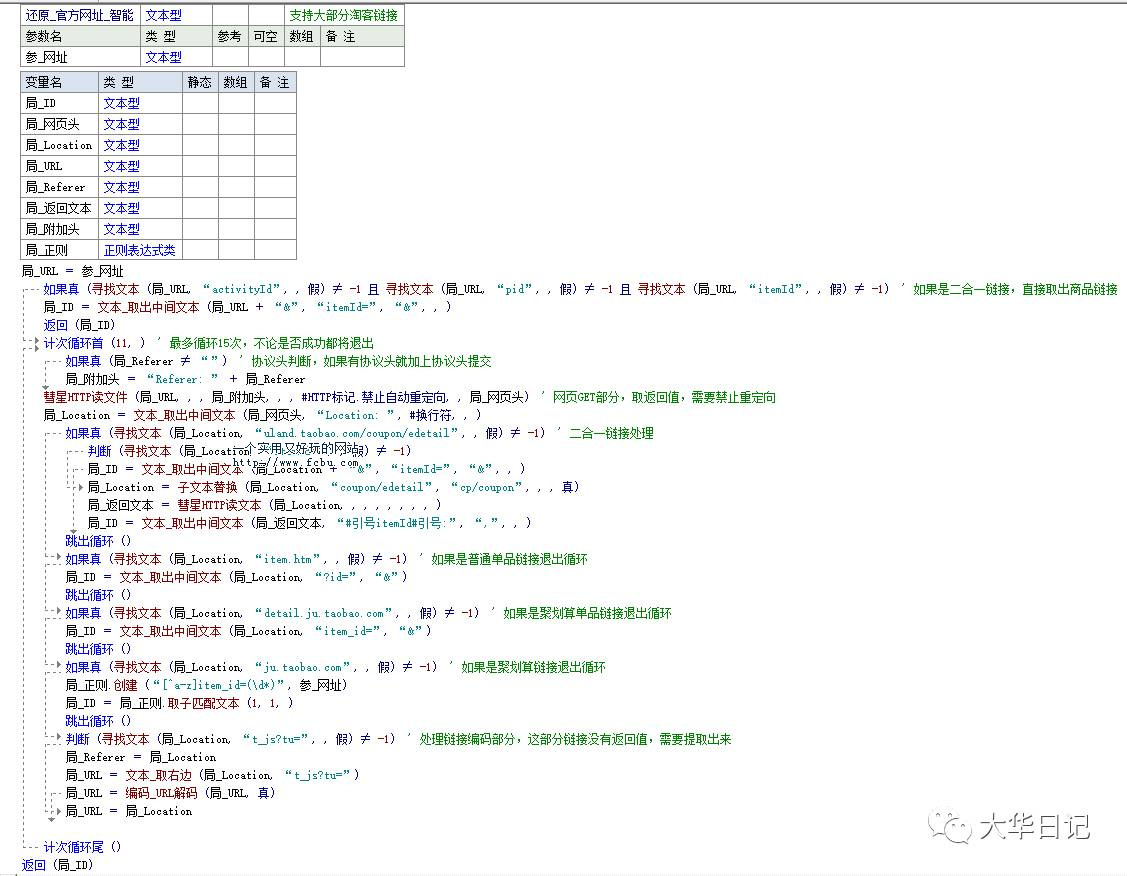 还原_官方网址_智能 文本型 支持大部分淘客链接
参数名 类 型 参考 可空 数组 备 注
参_网址 文本型
变量名 类 型 静态 数组 备 注
局_ID 文本型
局_网页头 文本型
局_Location 文本型
局_URL 文本型
局_Referer 文本型
局_返回文本 文本型
局_附加头 文本型
局_正则 正则表达式类
局_URL = 参_网址
如果真 (寻找文本 (局_URL, “activityId”, , 假) ≠ -1 且 寻找文本 (局_URL, “pid”, , 假) ≠ -1 且 寻找文本 (局_URL, “itemId”, , 假) ≠ -1) ' 如果是二合一链接，直接取出商品链接
局_ID = 文本_取出中间文本 (局_URL + “&”, “itemId=”, “&”, , )
返回 (局_ID)
计次循环首 (11, ) ' 最多循环15次，不论是否成功都将退出
如果真 (局_Referer ≠ “”) ' 协议头判断，如果有协议头就加上协议头提交
局_附加头 = “Referer: ” + 局_Referer
彗星HTTP读文件 (局_URL, , , 局_附加头, , , #HTTP标记.禁止自动重定向, , 局_网页头) ' 网页GET部分，取返回值，需要禁止重定向
局_Location = 文本_取出中间文本 (局_网页头, “Location: ”, #换行符, , )
如果真 (寻找文本 (局_Location, “uland.taobao.com/coupon/edetail”, , 假) ≠ -1) ' 二合一链接处理
判断 (寻找文本 (局_Location 假) ≠ -1)
一个实用又好玩的网站
http://www.fcbu.com
局_ID = 文本_取出中间文本 (局_Location + “&”, “itemId=”, “&”, , )
局_Location = 子文本替换 (局_Location, “coupon/edetail”, “cp/coupon”, , , 真)
局_返回文本 = 彗星HTTP读文本 (局_Location, , , , , , , )
局_ID = 文本_取出中间文本 (局_返回文本, “#引号itemId#引号:”, “,”, , )
跳出循环 ()
如果真 (寻找文本 (局_Location, “item.htm”, , 假) ≠ -1) ' 如果是普通单品链接退出循环
局_ID = 文本_取出中间文本 (局_Location, “?id=”, “&”)
跳出循环 ()
如果真 (寻找文本 (局_Location, “detail.ju.taobao.com”, , 假) ≠ -1) ' 如果是聚划算单品链接退出循环
局_ID = 文本_取出中间文本 (局_Location, “item_id=”, “&”)
跳出循环 ()
如果真 (寻找文本 (局_Location, “ju.taobao.com”, , 假) ≠ -1) ' 如果是聚划算链接退出循环
局_正则.创建 (“[^a-z]item_id=(\d*)”, 参_网址)
局_ID = 局_正则.取子匹配文本 (1, 1, )
跳出循环 ()
判断 (寻找文本 (局_Location, “t_js?tu=”, , 假) ≠ -1) ' 处理链接编码部分，这部分链接没有返回值，需要提取出来
局_Referer = 局_Location
局_URL = 文本_取右边 (局_Location, “t_js?tu=”)
局_URL = 编码_URL解码 (局_URL, 真)
局_URL = 局_Location
计次循环尾 ()
返回 (局_ID)
大华日记